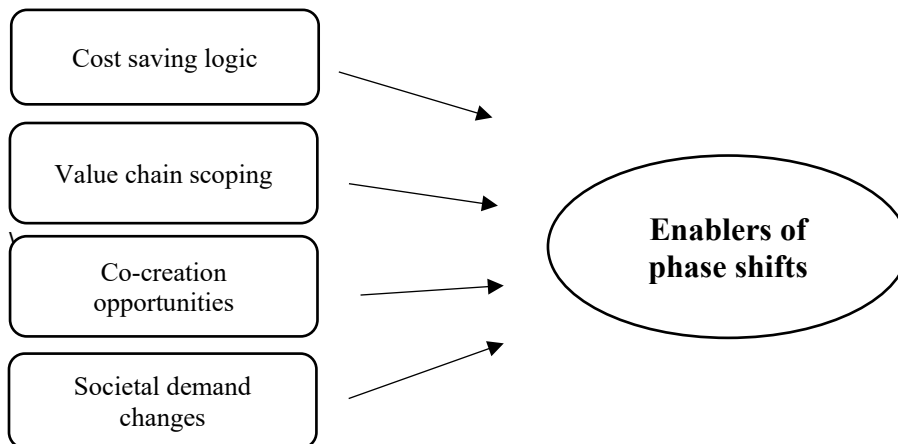 Cost saving logic
Value chain scoping
Co-creation
opportunities
Societal demand
changes
Enablers of
phase shifts